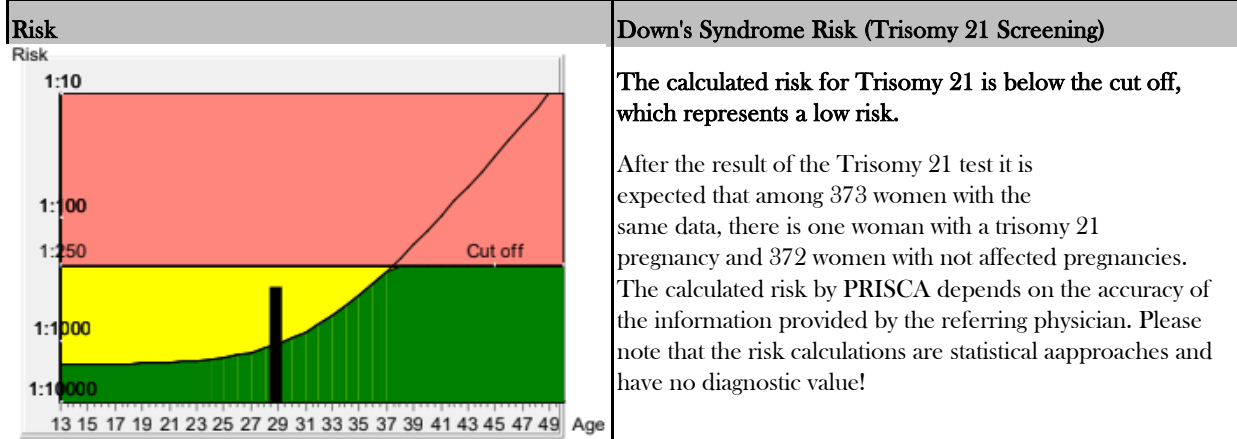 Risk
Down's Syndrome Risk (Trisomy 21 Screening)
Risk
1:10
1:100
1:250
Cut off
1:1000
1:10000
13 15 17 19 21 23 25 27 29 31 33 35 37 39 41 43 45 47 49 Age
The calculated risk for Trisomy 21 is below the cut off,
which represents a low risk.
After the result of the Trisomy 21 test it is
expected that among 373 women with the
same data, there is one woman with a trisomy 21
pregnancy and 372 women with not affected pregnancies.
The calculated risk by PRISCA depends on the accuracy of
the information provided by the referring physician. Please
note that the risk calculations are statistical aapproaches and
have no diagnostic value!